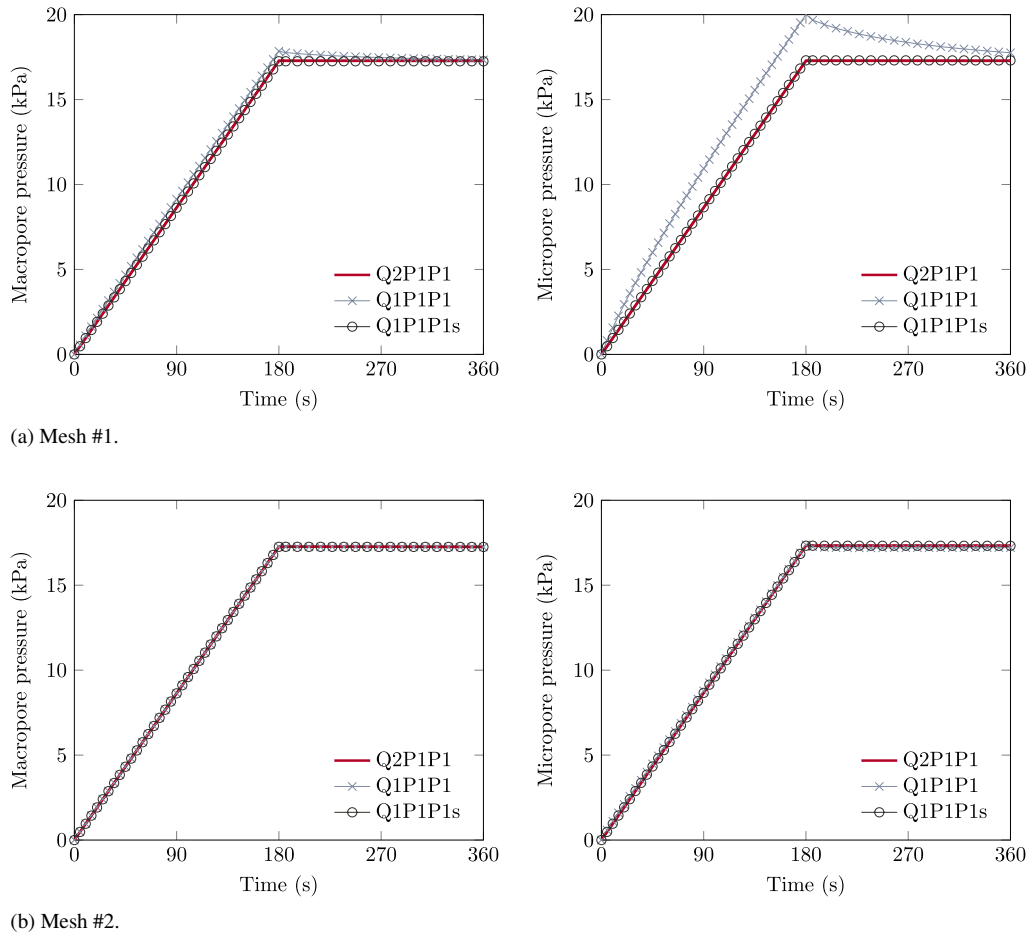 20
15
10
5
0
Macropore pressure (kPa)
Q2P1P1
Q1P1P1
Q1P1P1s
0 90 180 270 360
Time (s)
20
15
10
5
0
Micropore pressure (kPa)
Q2P1P1
Q1P1P1
Q1P1P1s
0 90 180 270 360
Time (s)
(a) Mesh #1.
20
15
10
5
0
Macropore pressure (kPa)
Q2P1P1
Q1P1P1
Q1P1P1s
0 90 180 270 360
Time (s)
20
15
10
5
0
Micropore pressure (kPa)
Q2P1P1
Q1P1P1
Q1P1P1s
0 90 180 270 360
Time (s)
(b) Mesh #2.